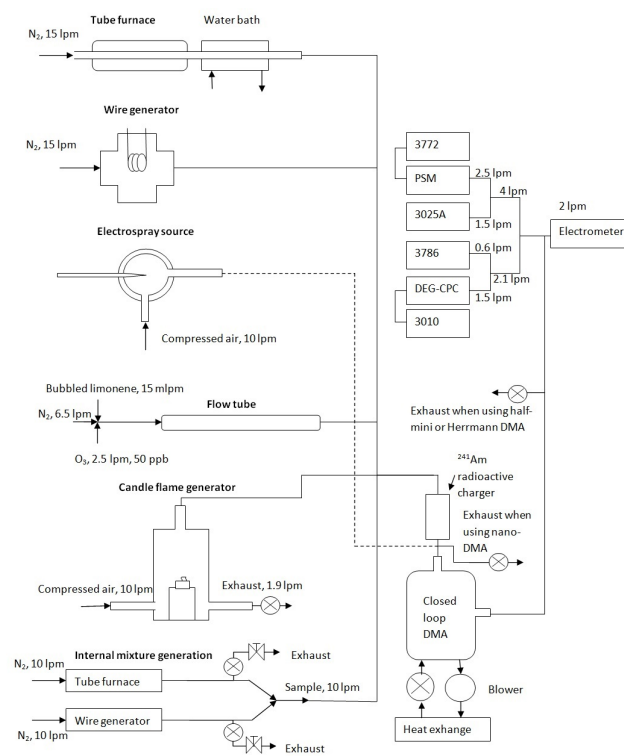 Tube furnace
Water bath
N₂, 15 lpm
Wire generator
N₂, 15 lpm
Electrospray source
Compressed air, 10 lpm
Bubbled limonene, 15 mlpm
N₂, 6.5 lpm
Flow tube
O₃, 2.5 lpm, 50 ppb
Candle flame generator
Compressed air, 10 lpm
Exhaust, 1.9 lpm
Internal mixture generation
N₂, 10 lpm
Tube furnace
Exhaust
Sample, 10 lpm
Wire generator
N₂, 10 lpm
Exhaust
3772
PSM
2.5 lpm
4 lpm
3025A
1.5 lpm
3786
0.6 lpm
2.1 lpm
DEG-CPC
1.5 lpm
3010
2 lpm
Electrometer
Exhaust when using half-
mini or Herrmann DMA
²⁴¹Am
radioactive
charger
Exhaust when
using nano-
DMA
Closed
loop
DMA
Blower
Heat exhange